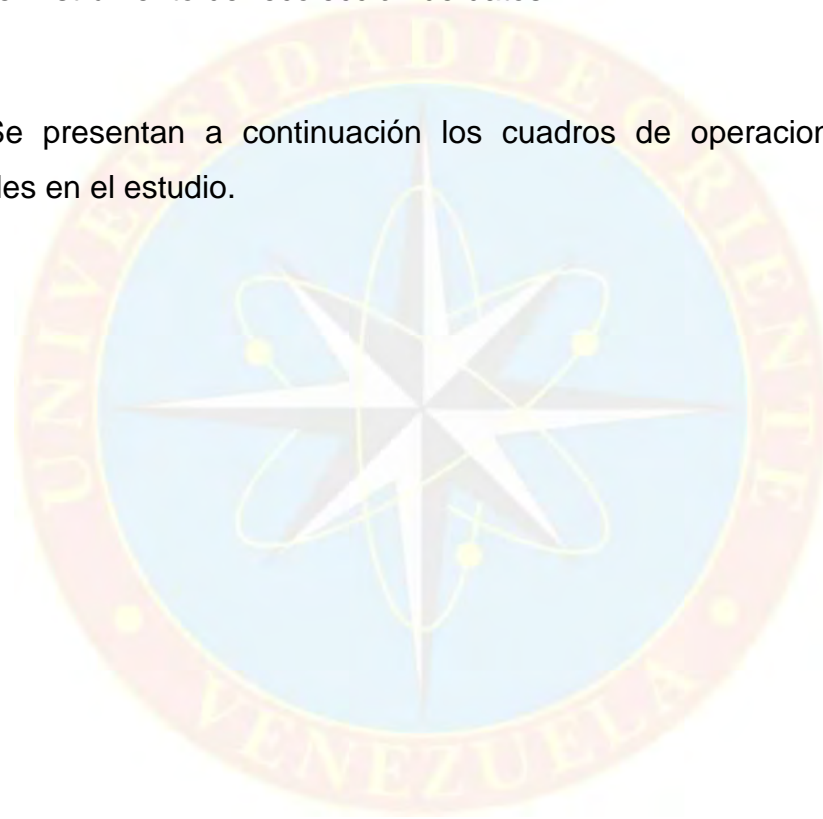 Se presentan a continuación los cuadros de operacion
les en el estudio.
UNIVERSIDAD DE ORIENTE
VENEZUELA